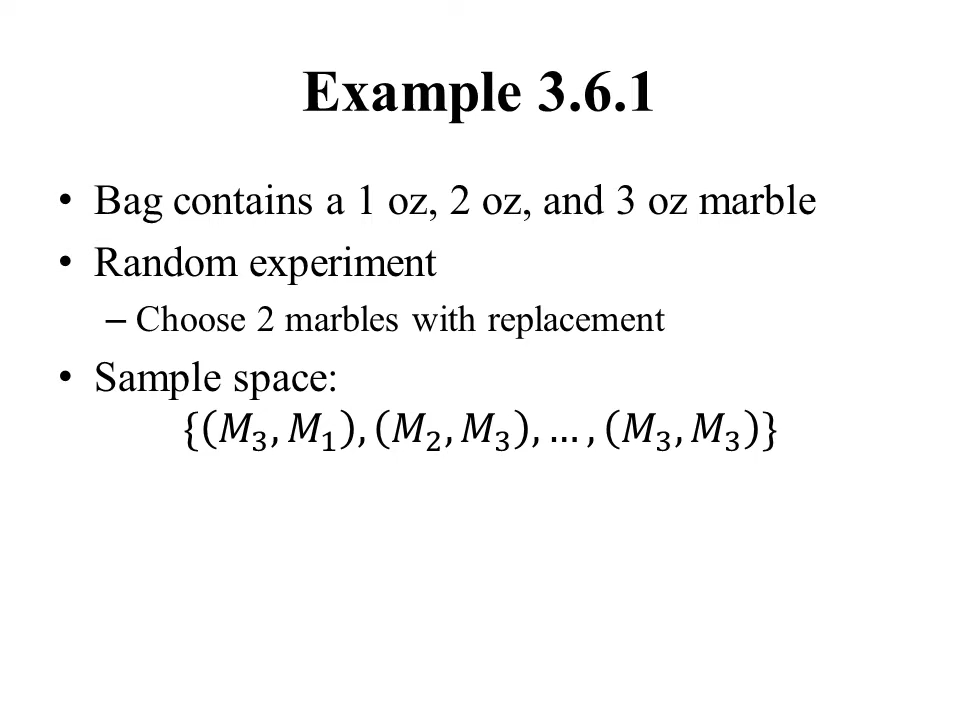 Example 3.6.1
• Bag contains a 1 oz, 2 oz, and 3 oz marble
• Random experiment
– Choose 2 marbles with replacement
• Sample space:
{(𝑀₃, 𝑀₁), (𝑀₂, 𝑀₃), … , (𝑀₃, 𝑀₃)}